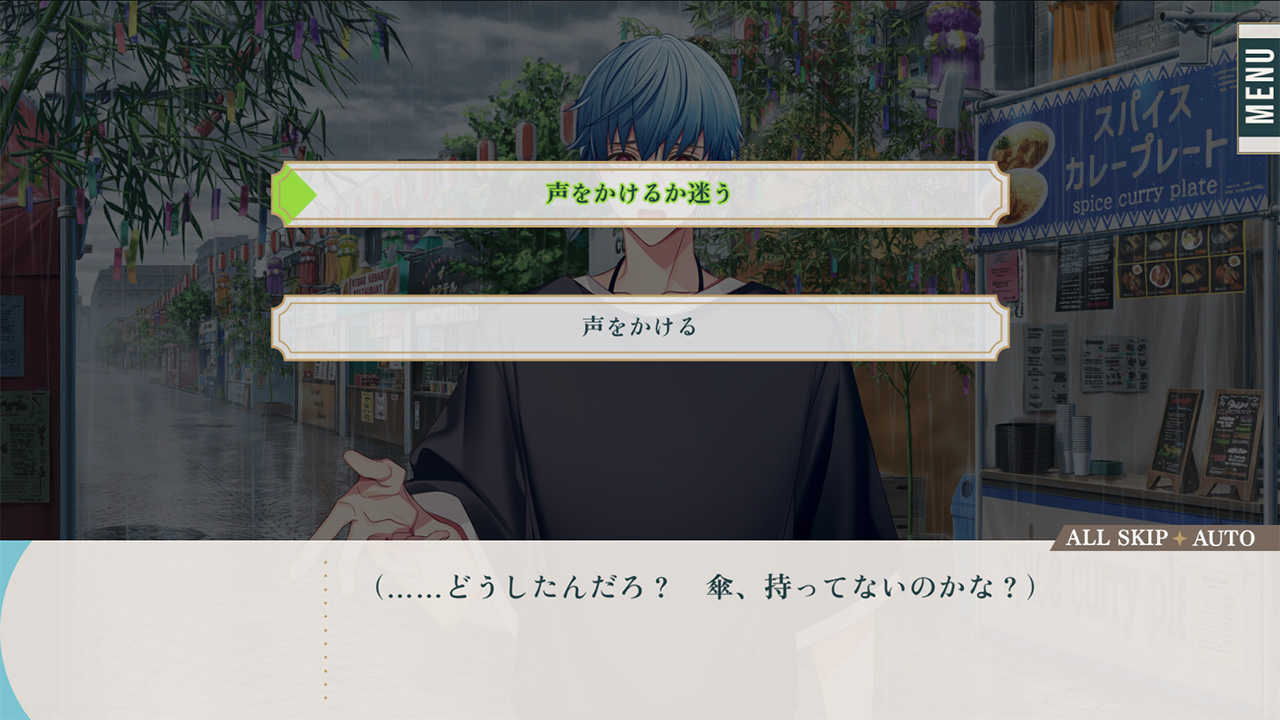 MENU
スパイス
カレープレート
spice curry plate
声をかけるか迷う
声をかける
ALL SKIP AUTO
(……どうしたんだろ？　傘、持ってないのかな？)